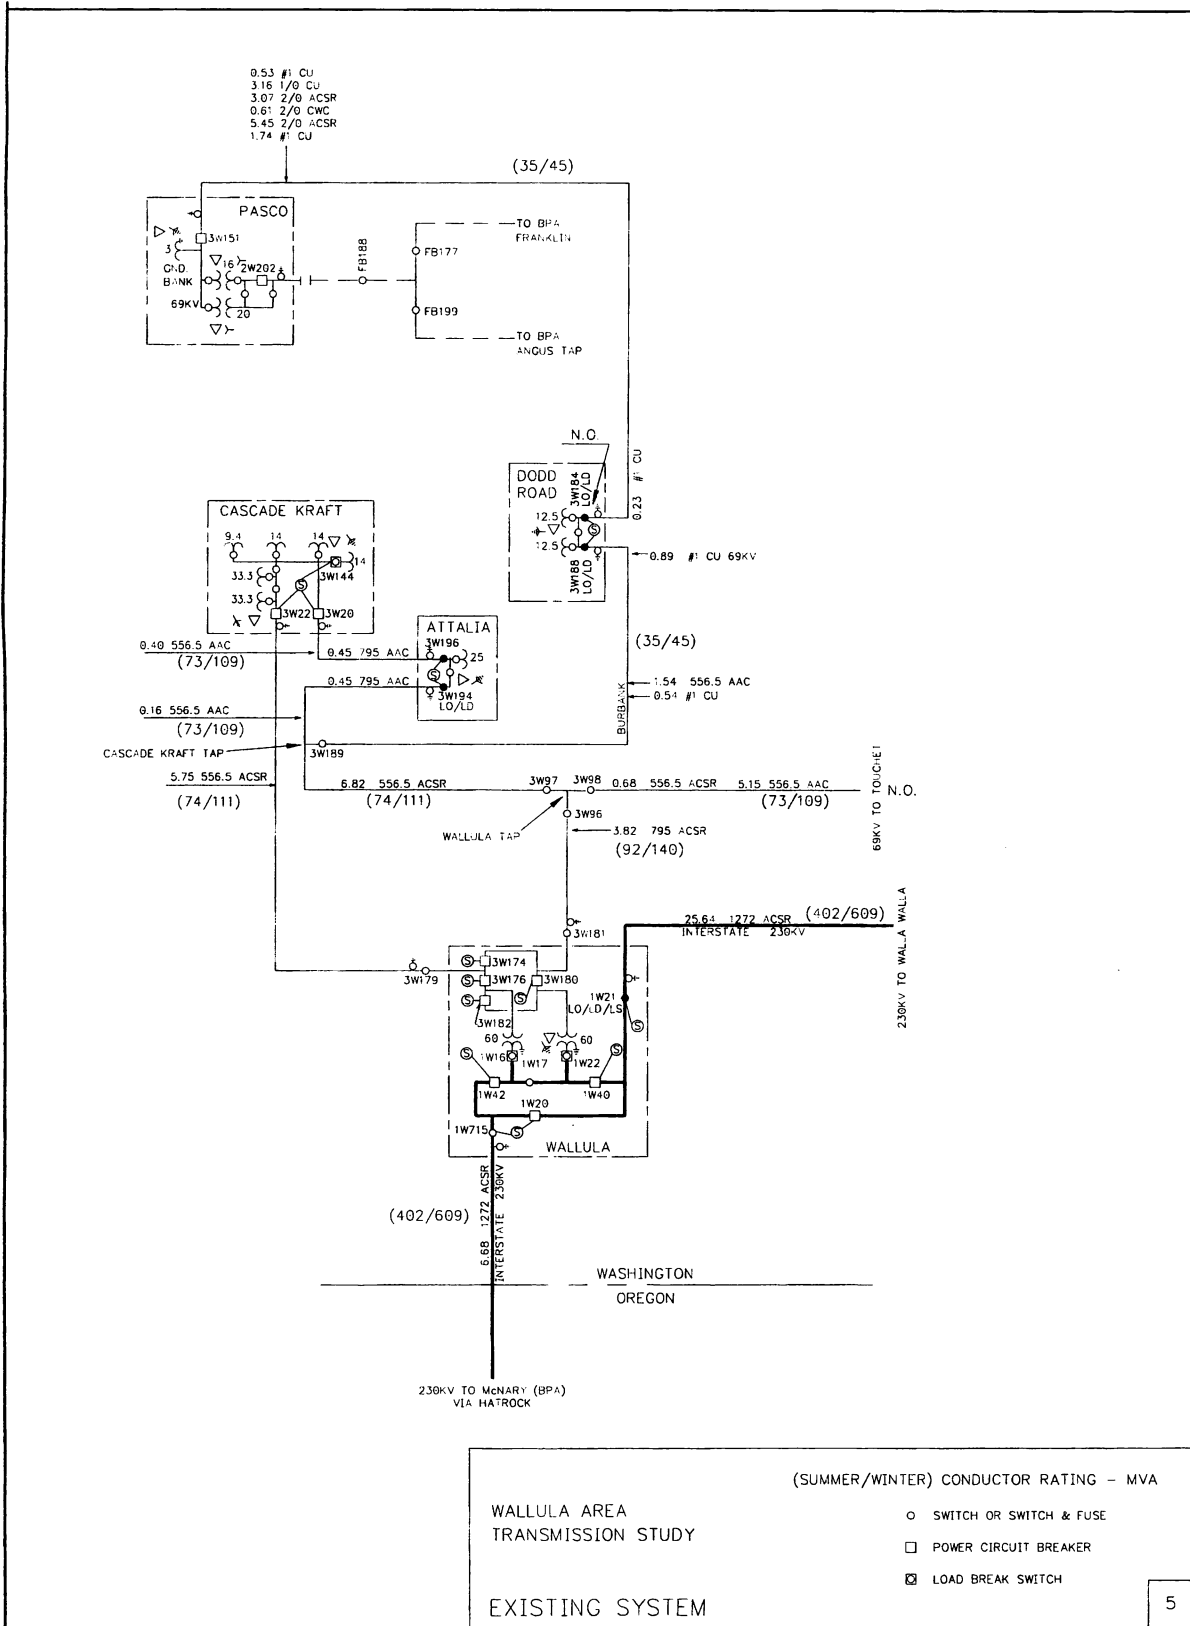 0.53 #1 CU
3.16 1/0 CU
3.07 2/0 ACSR
0.61 2/0 CWC
5.45 2/0 ACSR
1.74 #1 CU
(35/45)
PASCO
3W151
3
GND.
BANK
16
2W202
69KV
20
FB188
TO BPA
FRANKLIN
FB177
FB199
TO BPA
ANGUS TAP
N.O.
DODD
ROAD
3W184
LO/LD
12.5
S
12.5
3W188
LO/LD
0.23 #1 CU
0.89 #1 CU 69KV
CASCADE KRAFT
9.4
14
14
14
3W144
33.3
S
33.3
3W22
3W20
ATTALIA
3W196
25
S
3W194
LO/LD
0.40 556.5 AAC
(73/109)
0.45 795 AAC
0.45 795 AAC
(35/45)
1.54 556.5 AAC
0.54 #1 CU
BURBANK
0.16 556.5 AAC
(73/109)
CASCADE KRAFT TAP
3W189
5.75 556.5 ACSR
(74/111)
6.82 556.5 ACSR
(74/111)
3W97
3W98
0.68 556.5 ACSR
5.15 556.5 AAC
(73/109)
N.O.
69KV TO TOUCHET
3W96
WALLULA TAP
3.82 795 ACSR
(92/140)
25.64 1272 ACSR
(402/609)
INTERSTATE 230KV
230KV TO WALLA WALLA
3W181
3W179
S
3W174
S
3W176
3W180
S
S
3W182
1W21
LO/LD/LS
S
60
60
1W16
1W17
1W22
S
S
1W42
1W40
1W20
1W715
S
WALLULA
(402/609)
6.68 1272 ACSR
INTERSTATE 230KV
WASHINGTON
OREGON
230KV TO McNARY (BPA)
VIA HATROCK
(SUMMER/WINTER) CONDUCTOR RATING - MVA
WALLULA AREA
TRANSMISSION STUDY
SWITCH OR SWITCH & FUSE
POWER CIRCUIT BREAKER
LOAD BREAK SWITCH
EXISTING SYSTEM
5